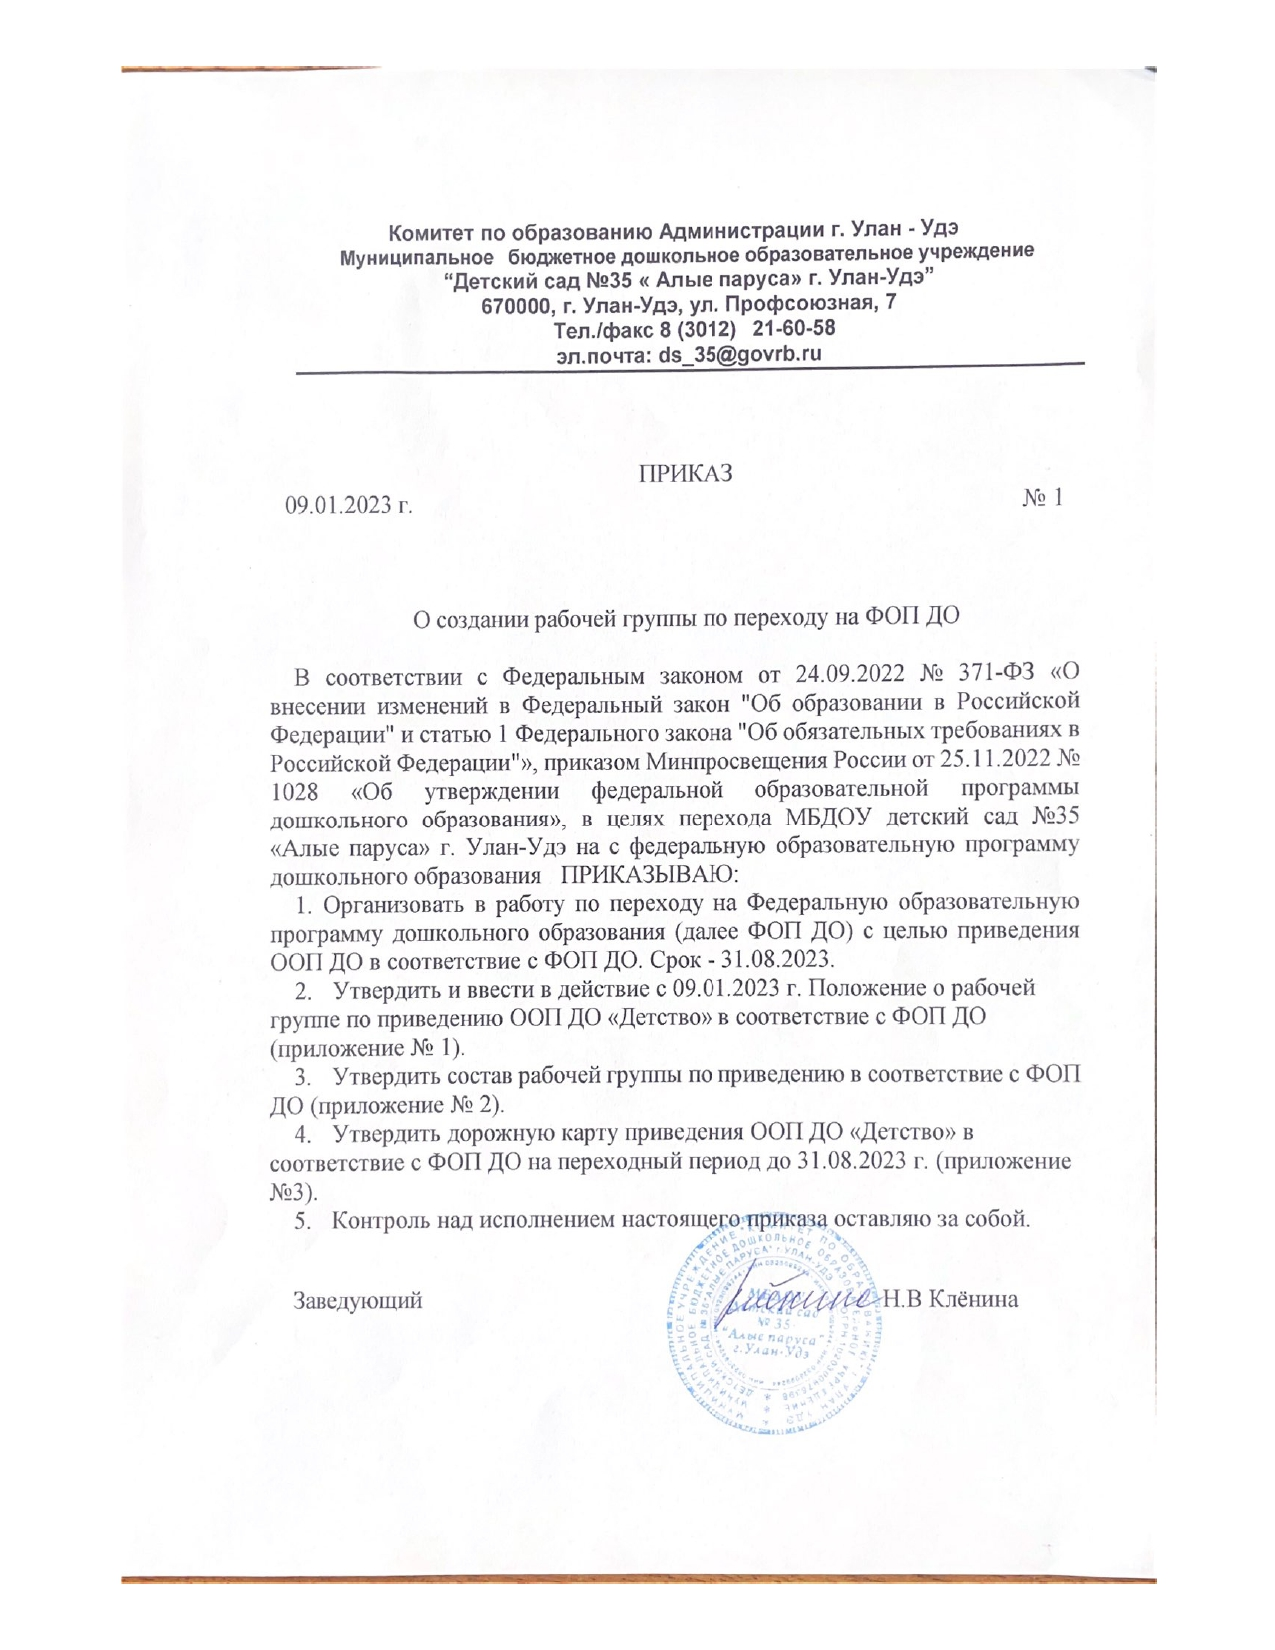 Комитет по образованию Администрации г. Улан - Удэ
Муниципальное бюджетное дошкольное образовательное учреждение
“Детский сад №35 « Алые паруса» г. Улан-Удэ”
670000, г. Улан-Удэ, ул. Профсоюзная, 7
Тел./факс 8 (3012) 21-60-58
эл.почта: ds_35@govrb.ru
ПРИКАЗ
09.01.2023 г. № 1
О создании рабочей группы по переходу на ФОП ДО
В соответствии с Федеральным законом от 24.09.2022 № 371-ФЗ «О
внесении изменений в Федеральный закон "Об образовании в Российской
Федерации" и статью 1 Федерального закона "Об обязательных требованиях в
Российской Федерации"», приказом Минпросвещения России от 25.11.2022 №
1028 «Об утверждении федеральной образовательной программы
дошкольного образования», в целях перехода МБДОУ детский сад №35
«Алые паруса» г. Улан-Удэ на с федеральную образовательную программу
дошкольного образования ПРИКАЗЫВАЮ:
1. Организовать в работу по переходу на Федеральную образовательную
программу дошкольного образования (далее ФОП ДО) с целью приведения
ООП ДО в соответствие с ФОП ДО. Срок - 31.08.2023.
2. Утвердить и ввести в действие с 09.01.2023 г. Положение о рабочей
группе по приведению ООП ДО «Детство» в соответствие с ФОП ДО
(приложение № 1).
3. Утвердить состав рабочей группы по приведению в соответствие с ФОП
ДО (приложение № 2).
4. Утвердить дорожную карту приведения ООП ДО «Детство» в
соответствие с ФОП ДО на переходный период до 31.08.2023 г. (приложение
№3).
5. Контроль над исполнением настоящего приказа оставляю за собой.
Заведующий Н.В Клёнина
детский сад
№ 35
"Алые паруса"
г.Улан-Удэ